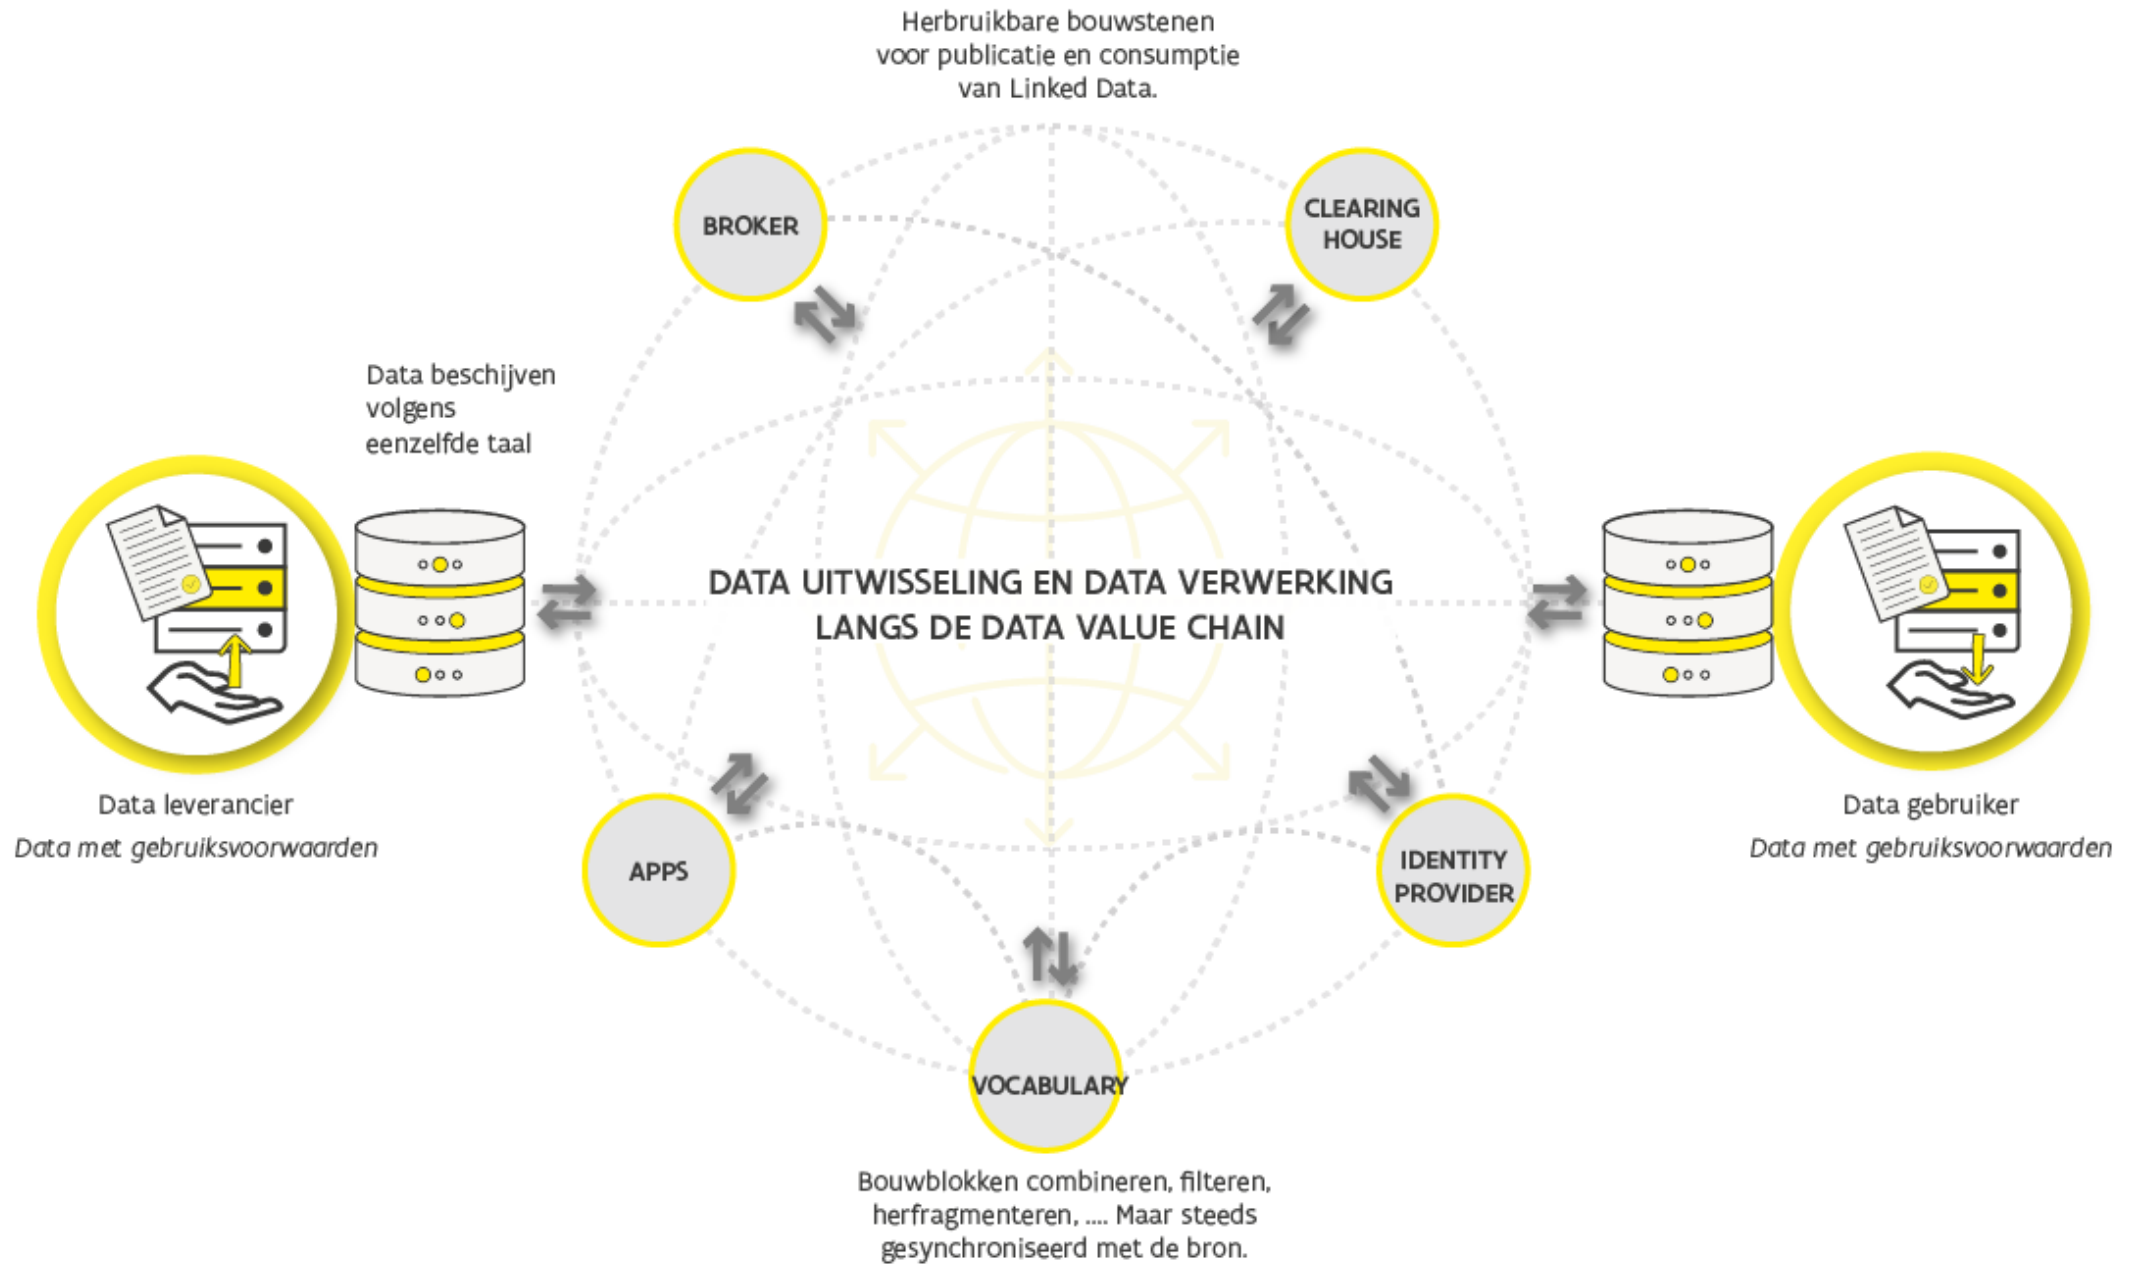 Herbruikbare bouwstenen
voor publicatie en consumptie
van Linked Data.
BROKER
CLEARING
HOUSE
Data beschijven
volgens
eenzelfde taal
DATA UITWISSELING EN DATA VERWERKING
LANGS DE DATA VALUE CHAIN
Data leverancier
Data met gebruiksvoorwaarden
Data gebruiker
Data met gebruiksvoorwaarden
APPS
IDENTITY
PROVIDER
VOCABULARY
Bouwblokken combineren, filteren,
herfragmenteren, .... Maar steeds
gesynchroniseerd met de bron.